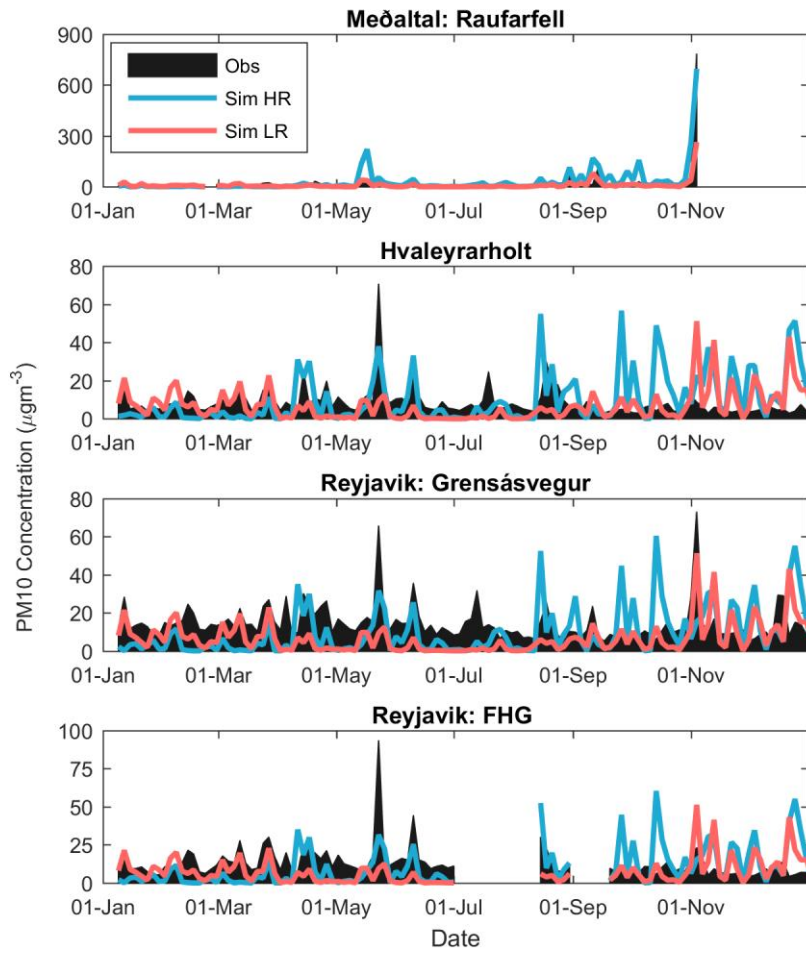 Meðaltal: Raufarfell
900
600
300
0
Obs
Sim HR
Sim LR
01-Jan 01-Mar 01-May 01-Jul 01-Sep 01-Nov
Hvaleyrarholt
80
60
40
20
0
01-Jan 01-Mar 01-May 01-Jul 01-Sep 01-Nov
PM10 Concentration (μgm⁻³)
Reyjavik: Grensásvegur
80
60
40
20
0
01-Jan 01-Mar 01-May 01-Jul 01-Sep 01-Nov
Reyjavik: FHG
100
75
50
25
0
01-Jan 01-Mar 01-May 01-Jul 01-Sep 01-Nov
Date